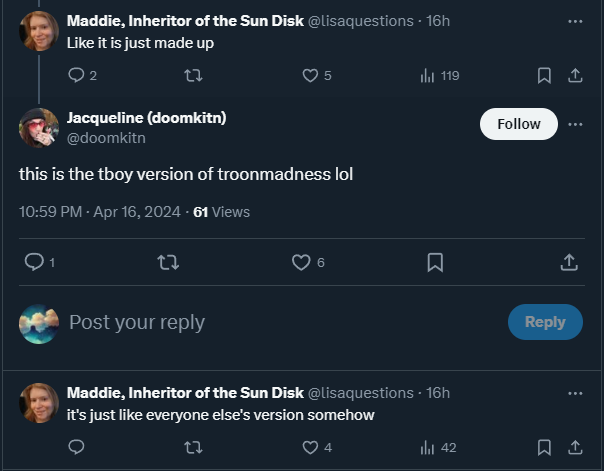 Maddie, Inheritor of the Sun Disk @lisaquestions · 16h
Like it is just made up
2 5 119
Jacqueline (doomkitn)
@doomkitn
Follow
this is the tboy version of troonmadness lol
10:59 PM · Apr 16, 2024 · 61 Views
1 6
Post your reply
Reply
Maddie, Inheritor of the Sun Disk @lisaquestions · 16h
it's just like everyone else's version somehow
4 42